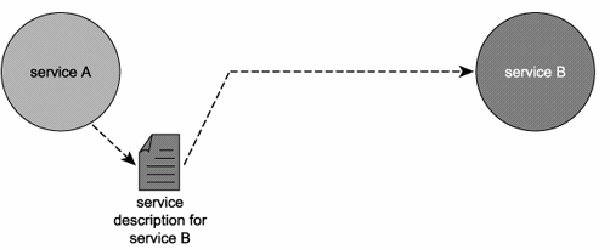 service A
service B
service
description for
service B